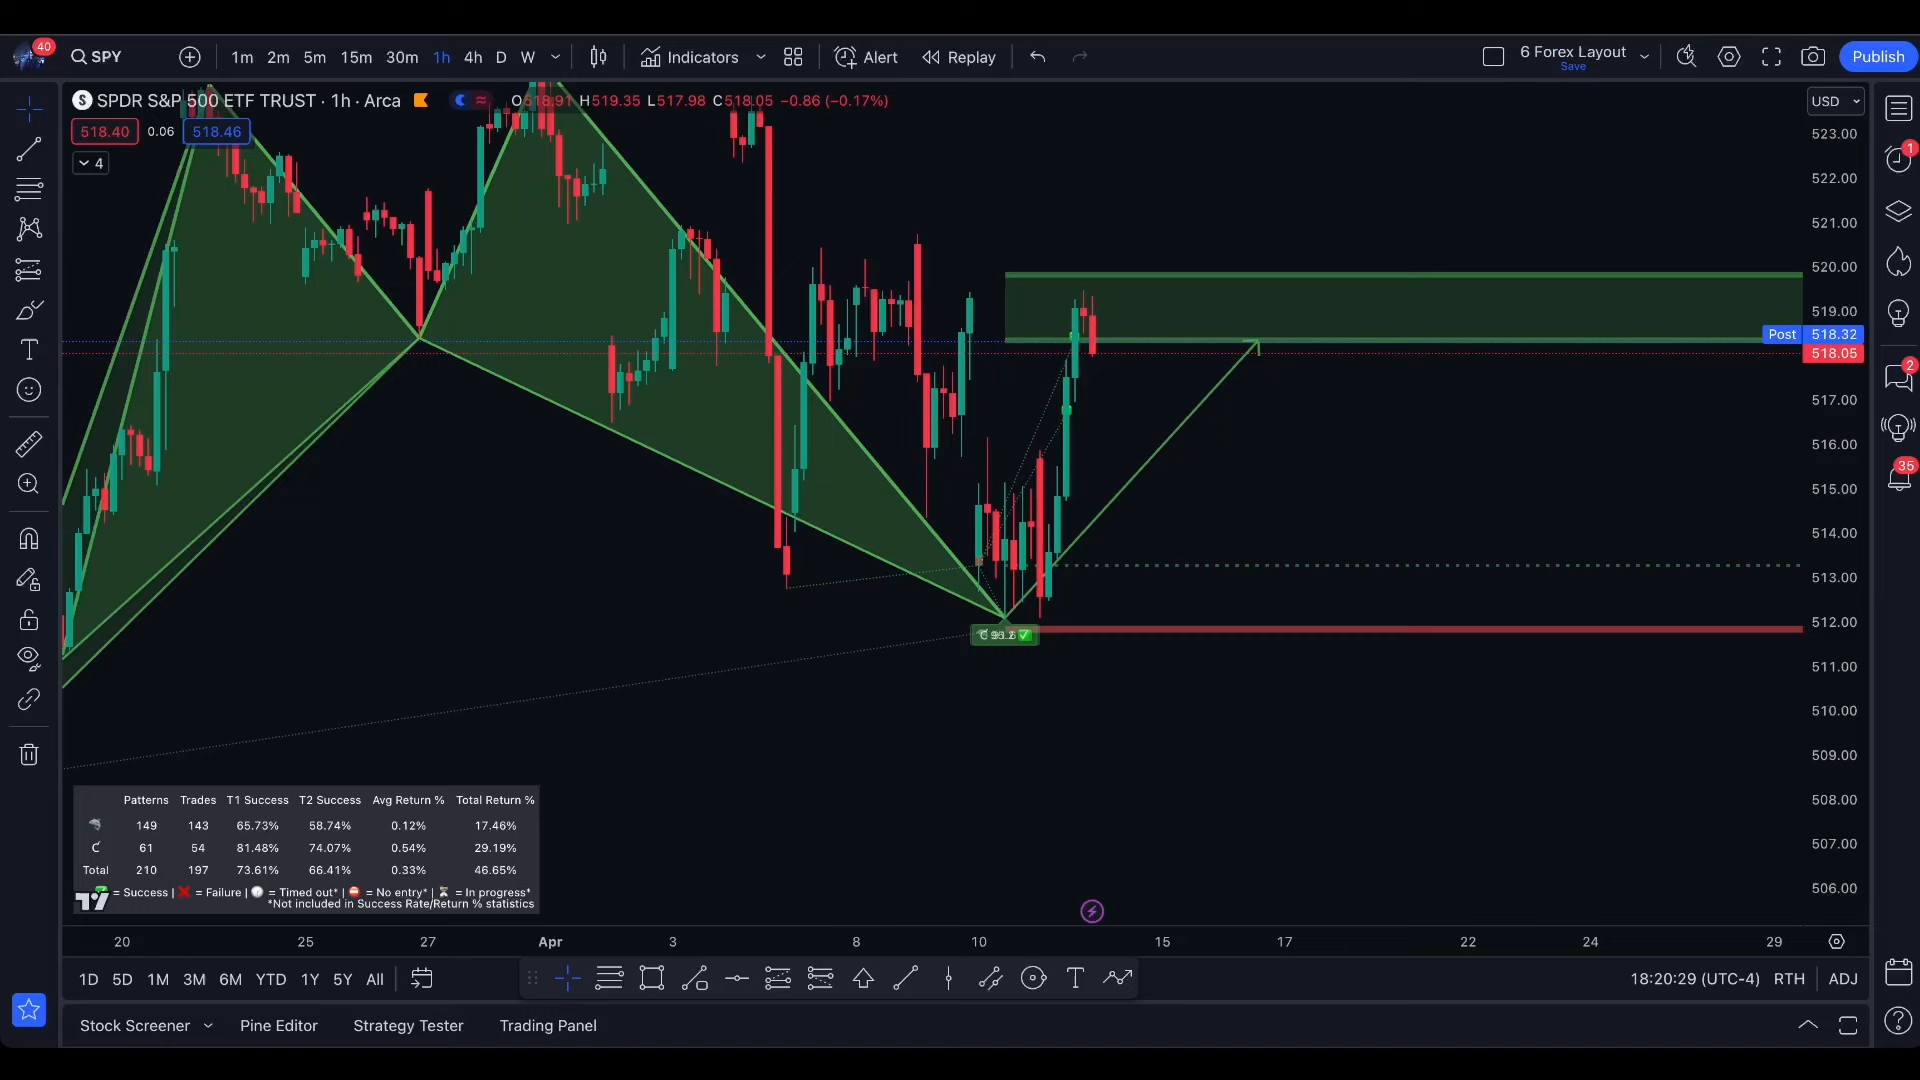 40
SPY
1m 2m 5m 15m 30m 1h 4h D W
Indicators
Alert
Replay
6 Forex Layout
Save
Publish
S SPDR S&P 500 ETF TRUST · 1h · Arca
O518.91 H519.35 L517.98 C518.05 −0.86 (−0.17%)
USD
518.40 0.06 518.46
4
523.00
522.00
521.00
520.00
519.00
Post 518.32
518.05
517.00
516.00
515.00
514.00
513.00
512.00
511.00
510.00
509.00
508.00
507.00
506.00
1
2
35
Patterns Trades T1 Success T2 Success Avg Return % Total Return %
149 143 65.73% 58.74% 0.12% 17.46%
61 54 81.48% 74.07% 0.54% 29.19%
Total 210 197 73.61% 66.41% 0.33% 46.65%
= Success | = Failure | = Timed out* | = No entry* | = In progress*
*Not included in Success Rate/Return % statistics
20 25 27 Apr 3 8 10 15 17 22 24 29
1D 5D 1M 3M 6M YTD 1Y 5Y All
18:20:29 (UTC-4) RTH ADJ
Stock Screener Pine Editor Strategy Tester Trading Panel